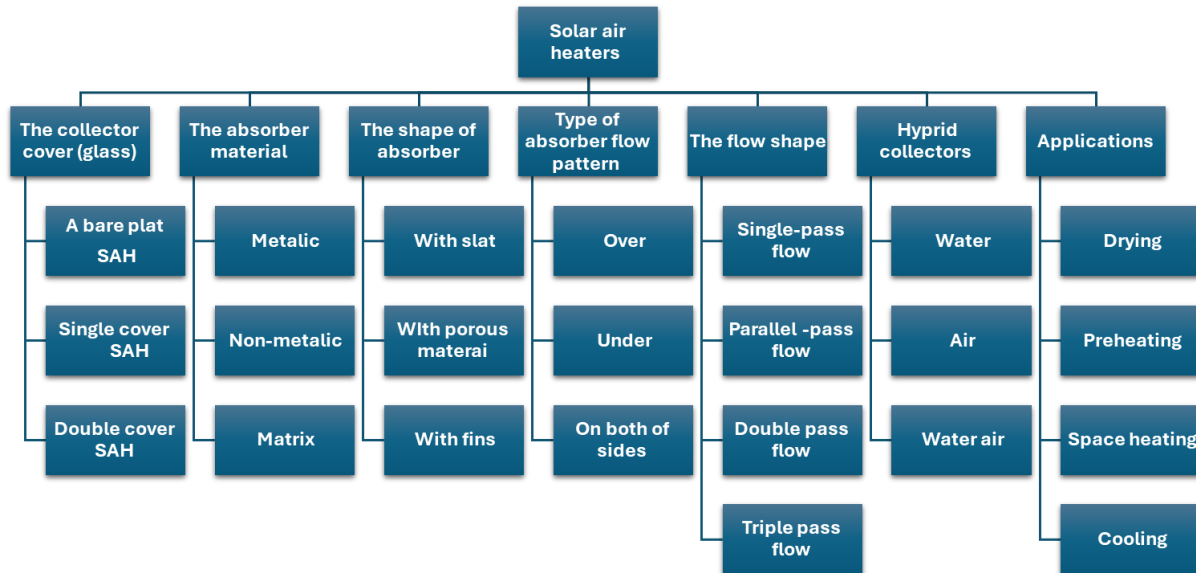 Solar air
heaters
The collector
cover (glass)
The absorber
material
The shape of
absorber
Type of
absorber flow
pattern
The flow shape
Hyprid
collectors
Applications
A bare plat
SAH
Single cover
SAH
Double cover
SAH
Metalic
Non-metalic
Matrix
With slat
WIth porous
materai
With fins
Over
Under
On both of
sides
Single-pass
flow
Parallel -pass
flow
Double pass
flow
Triple pass
flow
Water
Air
Water air
Drying
Preheating
Space heating
Cooling